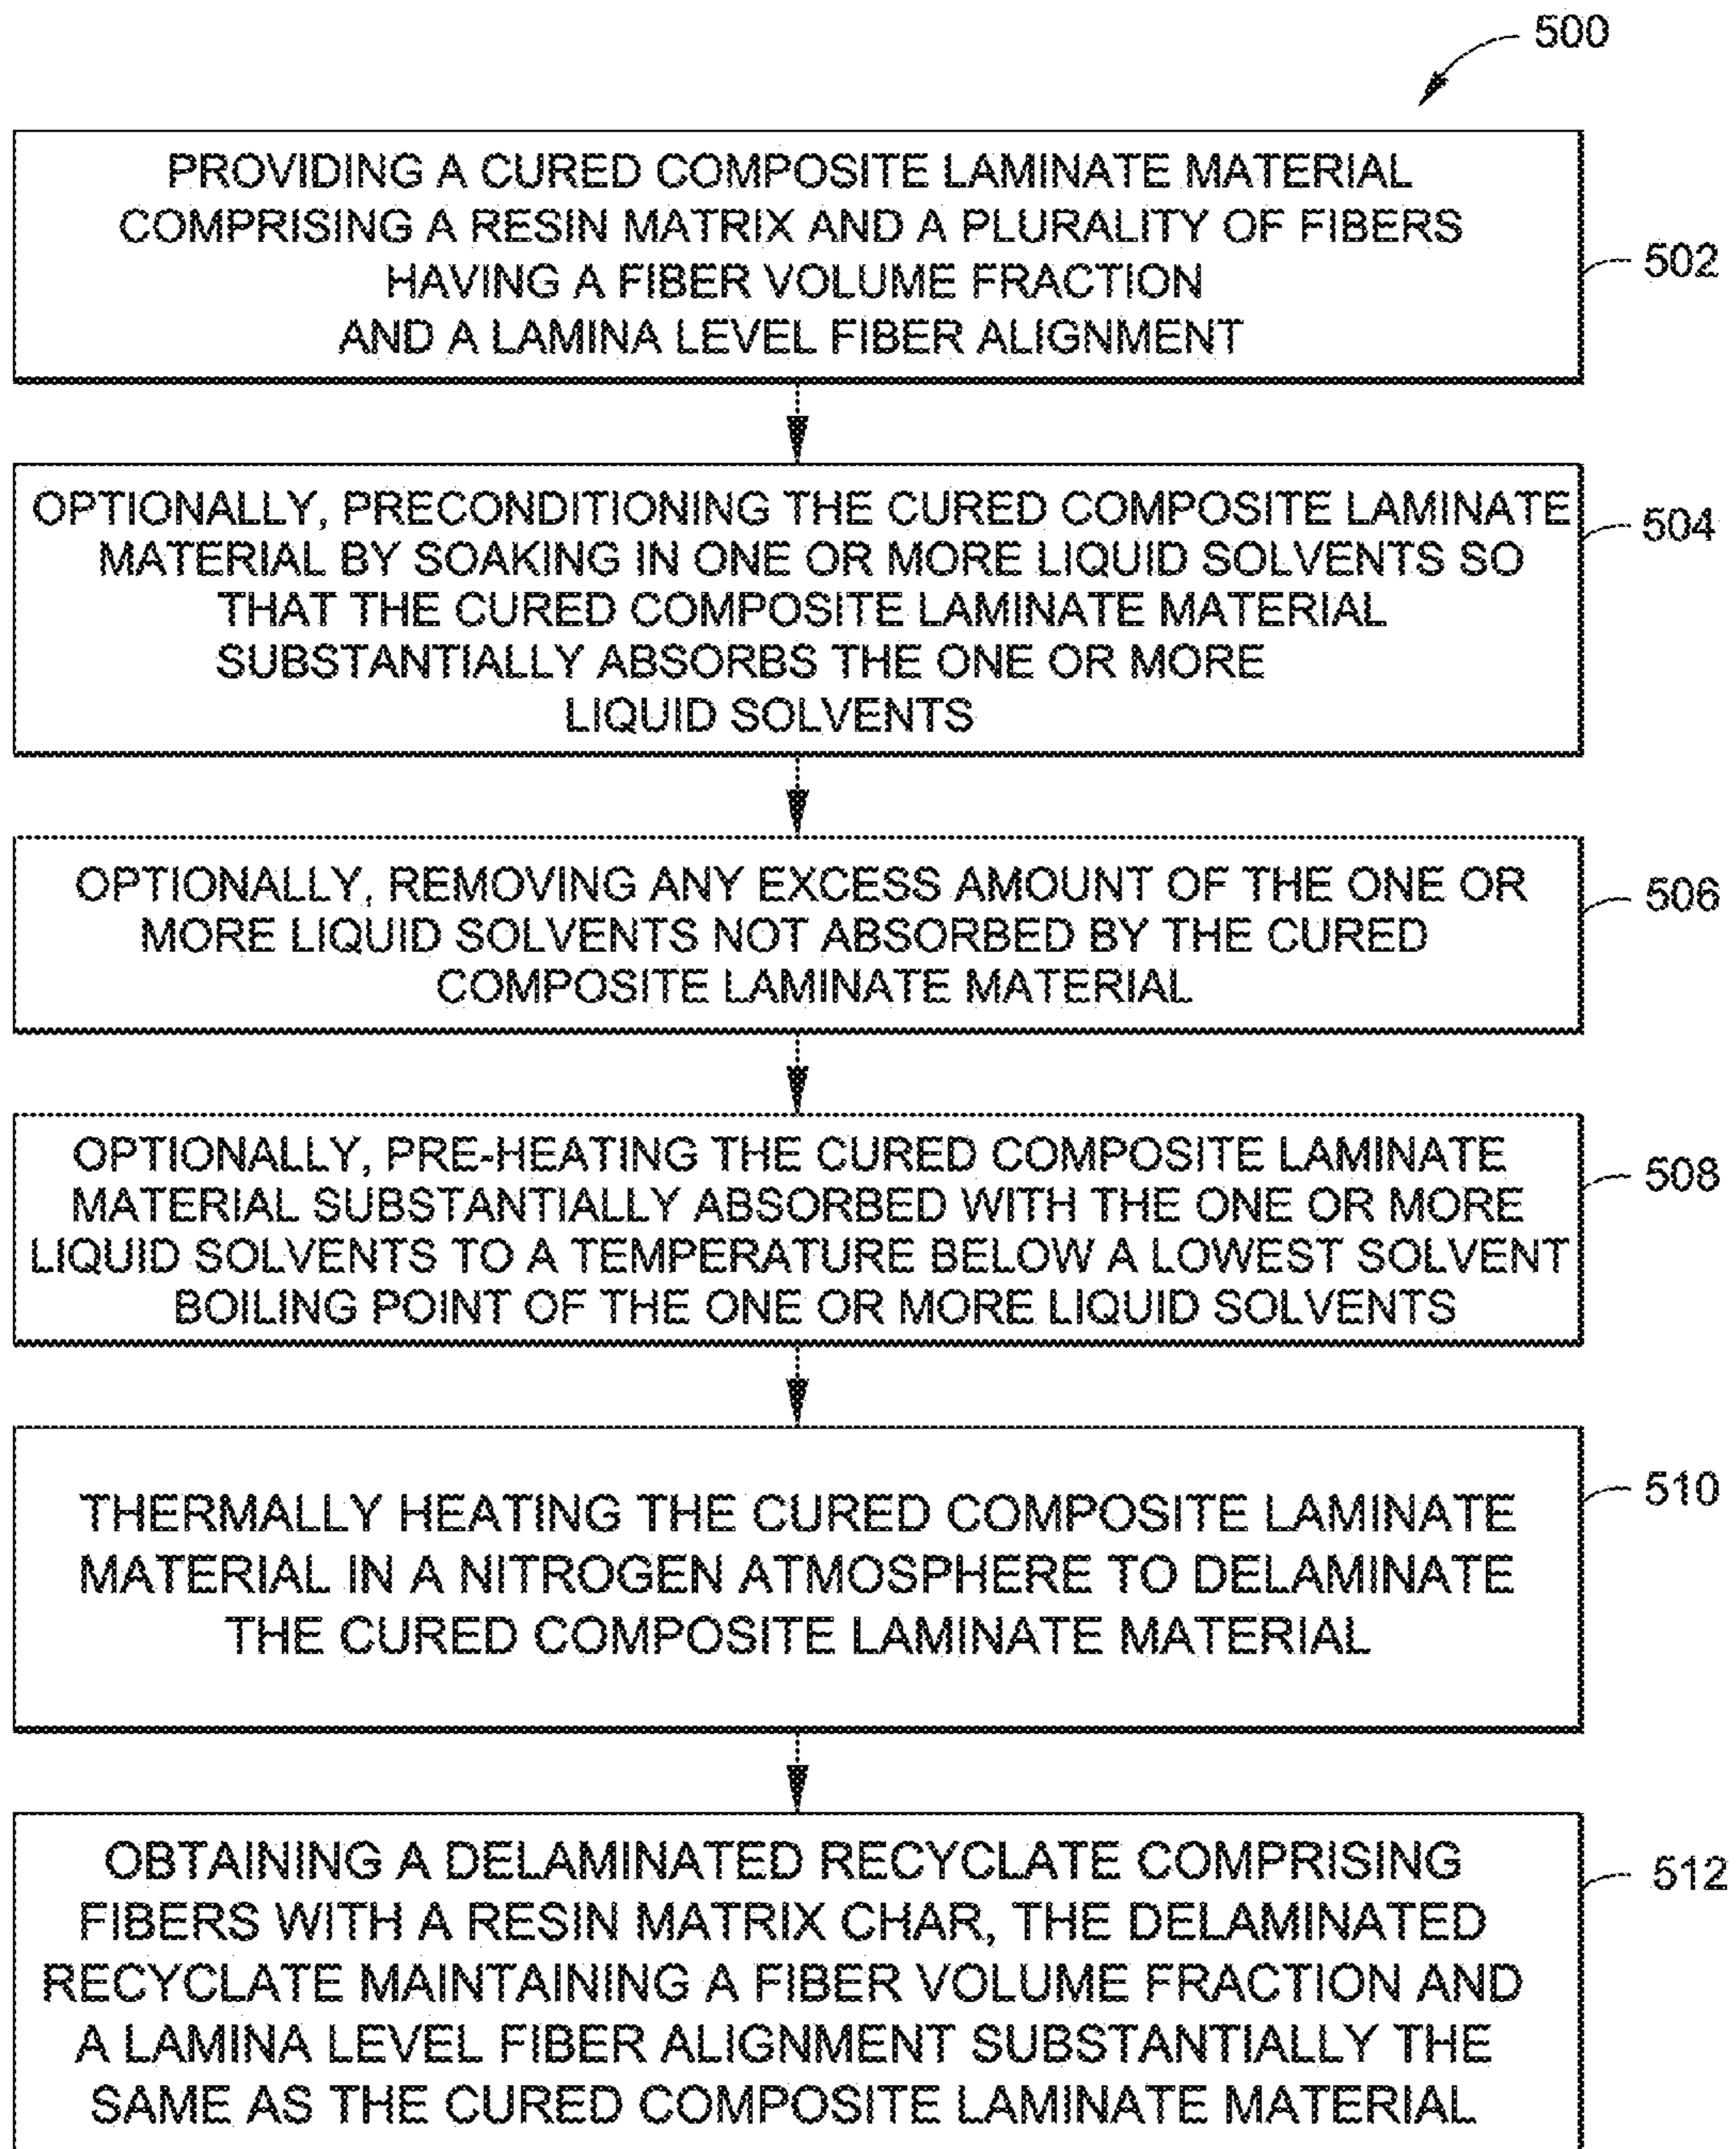 500
PROVIDING A CURED COMPOSITE LAMINATE MATERIAL
COMPRISING A RESIN MATRIX AND A PLURALITY OF FIBERS
HAVING A FIBER VOLUME FRACTION
AND A LAMINA LEVEL FIBER ALIGNMENT
502
OPTIONALLY, PRECONDITIONING THE CURED COMPOSITE LAMINATE
MATERIAL BY SOAKING IN ONE OR MORE LIQUID SOLVENTS SO
THAT THE CURED COMPOSITE LAMINATE MATERIAL
SUBSTANTIALLY ABSORBS THE ONE OR MORE
LIQUID SOLVENTS
504
OPTIONALLY, REMOVING ANY EXCESS AMOUNT OF THE ONE OR
MORE LIQUID SOLVENTS NOT ABSORBED BY THE CURED
COMPOSITE LAMINATE MATERIAL
506
OPTIONALLY, PRE-HEATING THE CURED COMPOSITE LAMINATE
MATERIAL SUBSTANTIALLY ABSORBED WITH THE ONE OR MORE
LIQUID SOLVENTS TO A TEMPERATURE BELOW A LOWEST SOLVENT
BOILING POINT OF THE ONE OR MORE LIQUID SOLVENTS
508
THERMALLY HEATING THE CURED COMPOSITE LAMINATE
MATERIAL IN A NITROGEN ATMOSPHERE TO DELAMINATE
THE CURED COMPOSITE LAMINATE MATERIAL
510
OBTAINING A DELAMINATED RECYCLATE COMPRISING
FIBERS WITH A RESIN MATRIX CHAR, THE DELAMINATED
RECYCLATE MAINTAINING A FIBER VOLUME FRACTION AND
A LAMINA LEVEL FIBER ALIGNMENT SUBSTANTIALLY THE
SAME AS THE CURED COMPOSITE LAMINATE MATERIAL
512